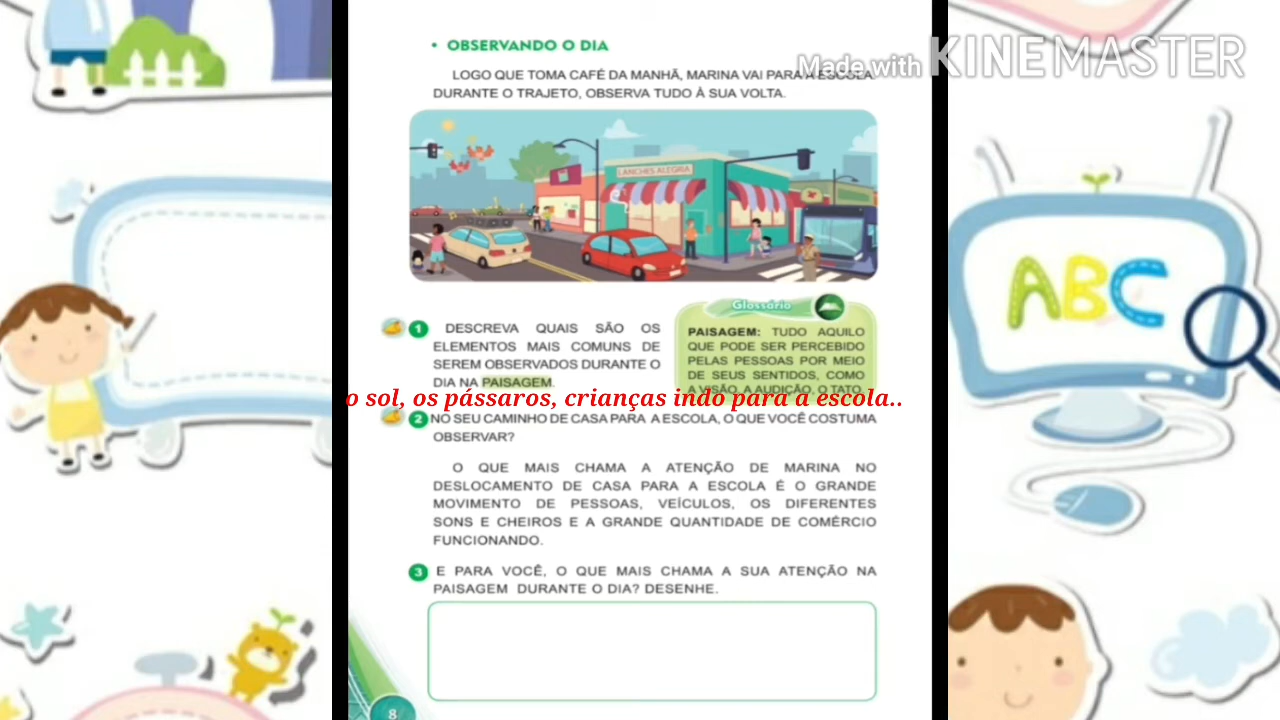 • OBSERVANDO O DIA
Made with KINEMASTER
LOGO QUE TOMA CAFÉ DA MANHÃ, MARINA VAI PARA A ESCOLA.
DURANTE O TRAJETO, OBSERVA TUDO À SUA VOLTA.
LANCHES ALEGRIA
Glossário
1 DESCREVA QUAIS SÃO OS
ELEMENTOS MAIS COMUNS DE
SEREM OBSERVADOS DURANTE O
DIA NA PAISAGEM.
PAISAGEM: TUDO AQUILO
QUE PODE SER PERCEBIDO
PELAS PESSOAS POR MEIO
DE SEUS SENTIDOS, COMO
A VISÃO, A AUDIÇÃO, O TATO,
o sol, os pássaros, crianças indo para a escola..
2 NO SEU CAMINHO DE CASA PARA A ESCOLA, O QUE VOCÊ COSTUMA
OBSERVAR?
O QUE MAIS CHAMA A ATENÇÃO DE MARINA NO
DESLOCAMENTO DE CASA PARA A ESCOLA É O GRANDE
MOVIMENTO DE PESSOAS, VEÍCULOS, OS DIFERENTES
SONS E CHEIROS E A GRANDE QUANTIDADE DE COMÉRCIO
FUNCIONANDO.
3 E PARA VOCÊ, O QUE MAIS CHAMA A SUA ATENÇÃO NA
PAISAGEM DURANTE O DIA? DESENHE.
8
ABC